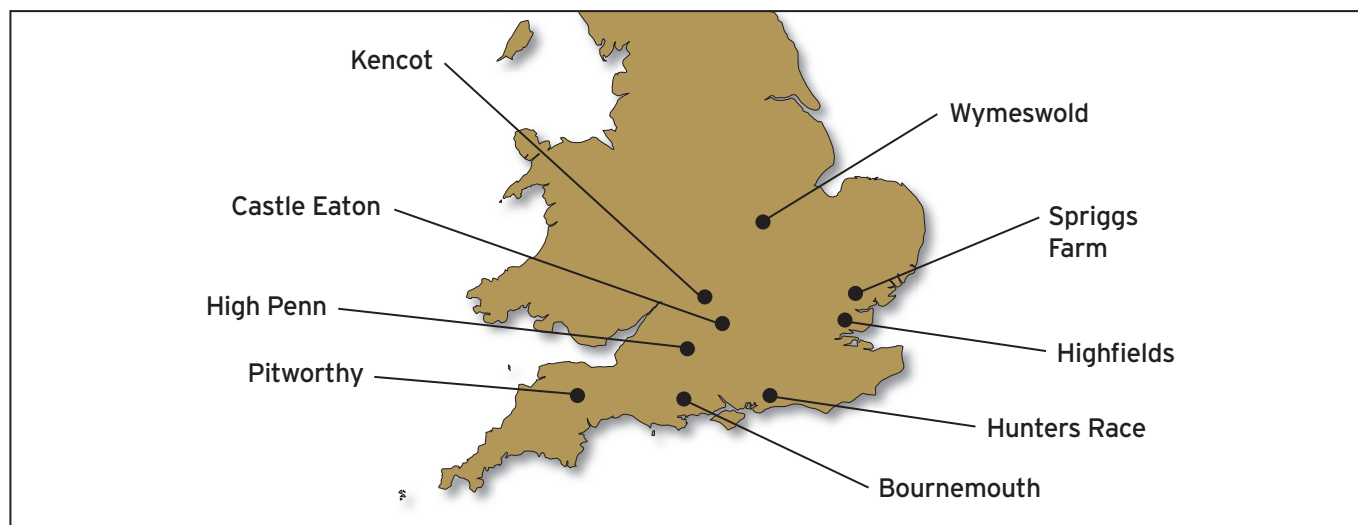 Kencot
Wymeswold
Castle Eaton
Spriggs
Farm
High Penn
Highfields
Pitworthy
Hunters Race
Bournemouth